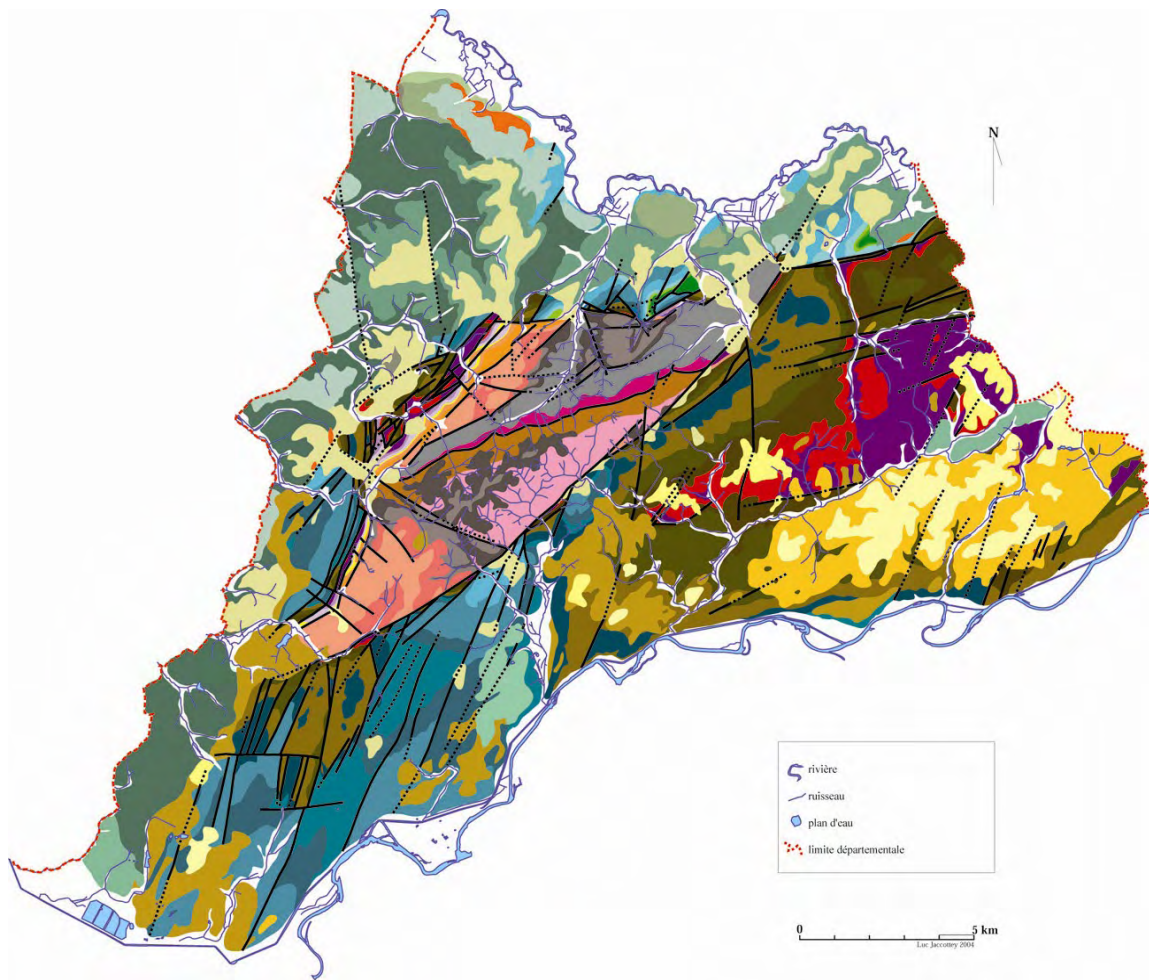 N
rivière
ruisseau
plan d'eau
limite départementale
0 5 km
Luc Jaccottey 2004